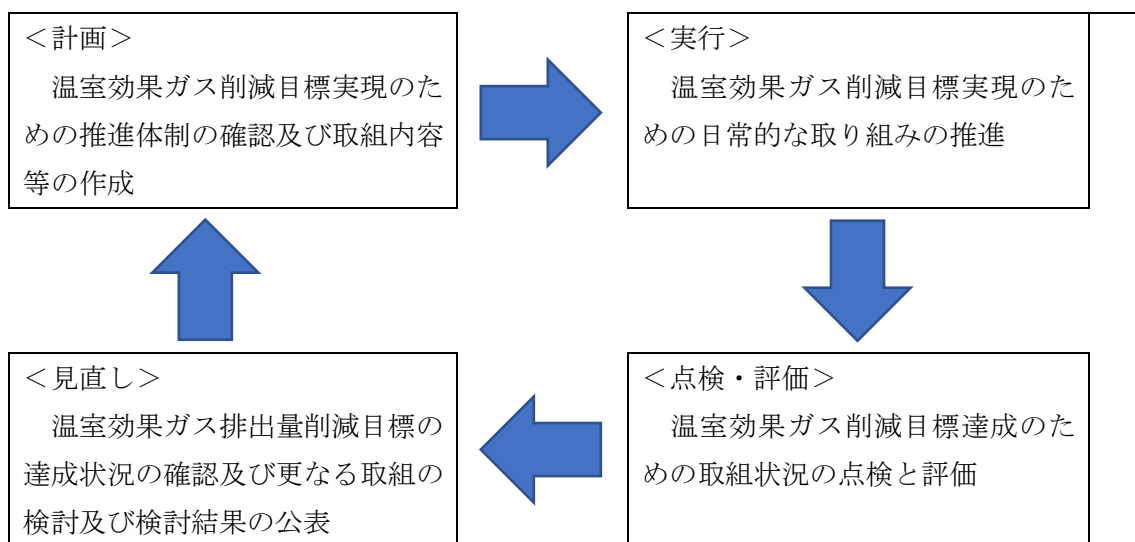 ＜計画＞
　温室効果ガス削減目標実現のた
めの推進体制の確認及び取組内容
等の作成
＜実行＞
　温室効果ガス削減目標実現のた
めの日常的な取り組みの推進
＜見直し＞
　温室効果ガス排出量削減目標の
達成状況の確認及び更なる取組の
検討及び検討結果の公表
＜点検・評価＞
　温室効果ガス削減目標達成のた
めの取組状況の点検と評価